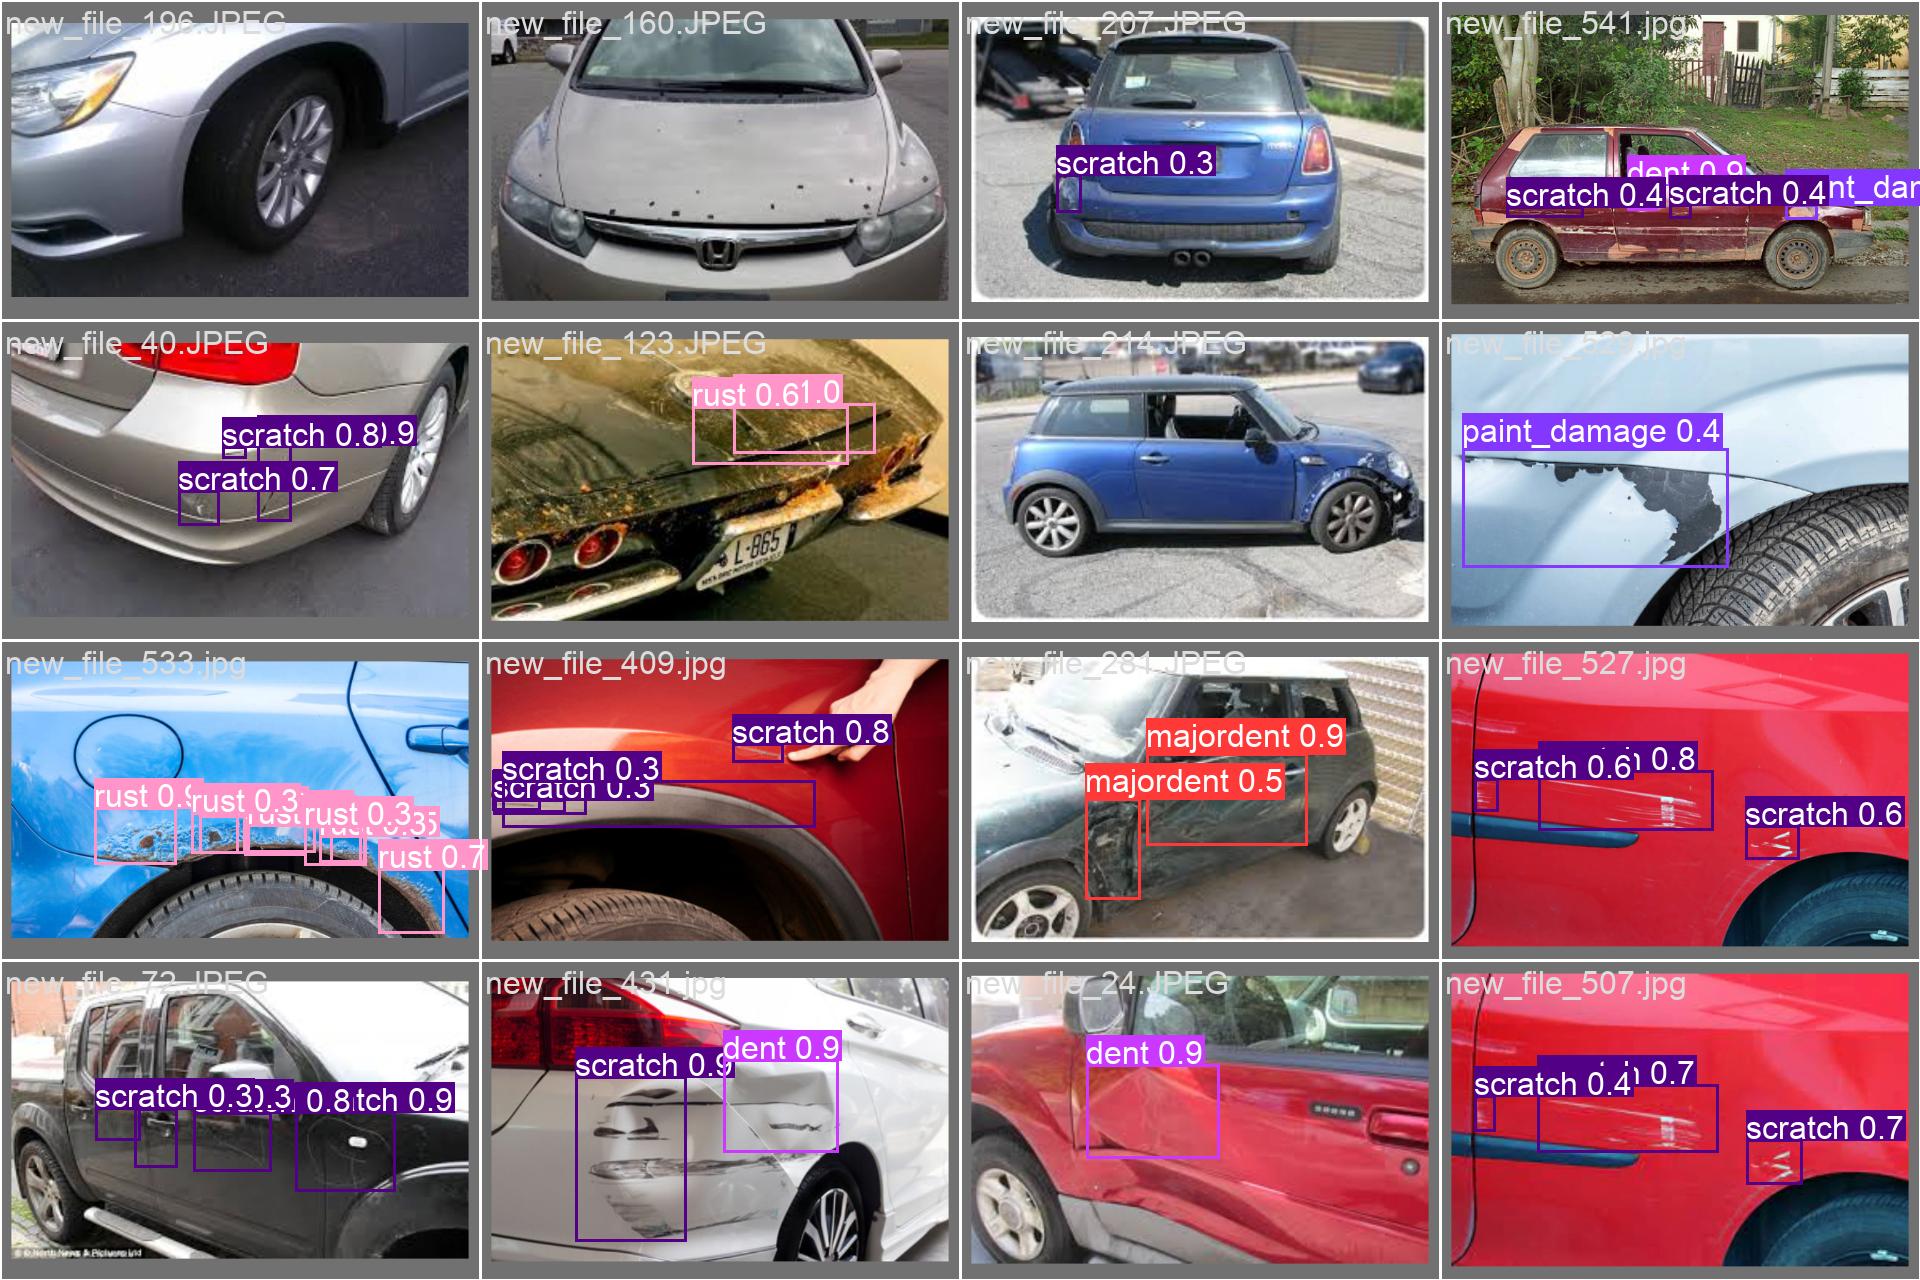 new_file_196.JPEG
new_file_160.JPEG
new_file_207.JPEG
scratch 0.3
new_file_541.jpg
dent 0.9
scratch 0.4
scratch 0.4
nt_dar
new_file_40.JPEG
scratch 0.8
0.9
scratch 0.7
new_file_123.JPEG
rust 0.6
1.0
L-865
new_file_214.JPEG
new_file_529.jpg
paint_damage 0.4
new_file_533.jpg
rust 0.9
rust 0.3
rust
rust 0.3
rust 0.7
new_file_409.jpg
scratch 0.8
scratch 0.3
scratch 0.3
new_file_281.JPEG
majordent 0.9
majordent 0.5
new_file_527.jpg
scratch 0.6
0.8
scratch 0.6
new_file_72.JPEG
scratch 0.3
0.3
0.8
tch 0.9
© North News & Pictures Ltd
new_file_431.jpg
scratch 0.9
dent 0.9
new_file_24.JPEG
dent 0.9
new_file_507.jpg
0.7
scratch 0.4
scratch 0.7